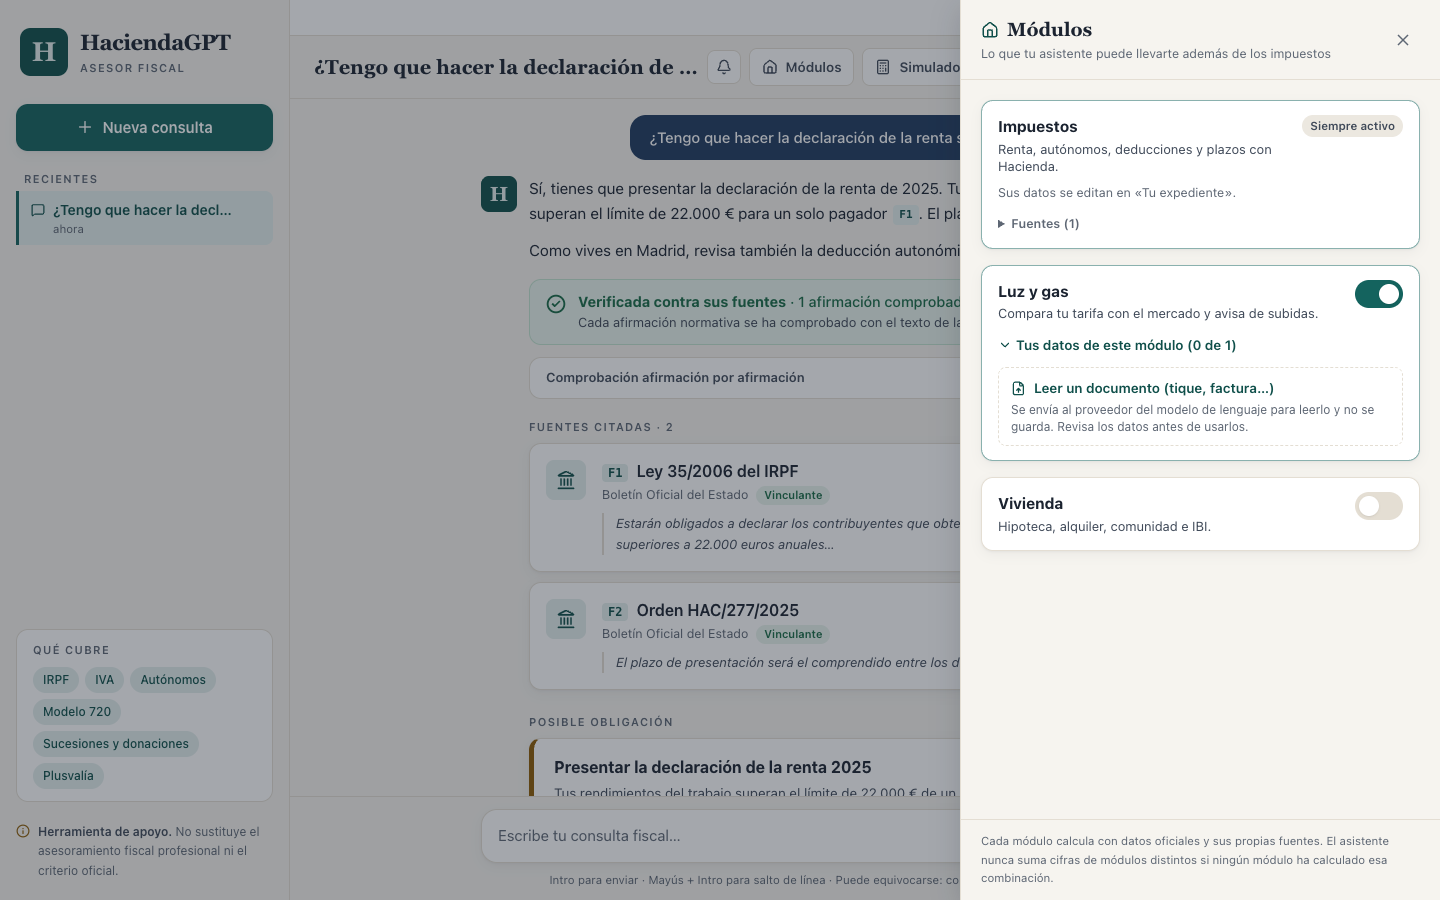 H
HaciendaGPT
ASESOR FISCAL
Nueva consulta
RECIENTES
¿Tengo que hacer la decl...
ahora
QUÉ CUBRE
IRPF
IVA
Autónomos
Modelo 720
Sucesiones y donaciones
Plusvalía
Herramienta de apoyo. No sustituye el
asesoramiento fiscal profesional ni el
criterio oficial.
¿Tengo que hacer la declaración de ...
Módulos
Simulado
¿Tengo que hacer la declaración de la renta s
H
Sí, tienes que presentar la declaración de la renta de 2025. Tu
superan el límite de 22.000 € para un solo pagador F1. El pla
Como vives en Madrid, revisa también la deducción autonómi
Verificada contra sus fuentes · 1 afirmación comprobad
Cada afirmación normativa se ha comprobado con el texto de la
Comprobación afirmación por afirmación
FUENTES CITADAS · 2
F1 Ley 35/2006 del IRPF
Boletín Oficial del Estado Vinculante
Estarán obligados a declarar los contribuyentes que obte
superiores a 22.000 euros anuales...
F2 Orden HAC/277/2025
Boletín Oficial del Estado Vinculante
El plazo de presentación será el comprendido entre los d
POSIBLE OBLIGACIÓN
Presentar la declaración de la renta 2025
Tus rendimientos del trabajo superan el límite de 22.000 € de un
Escribe tu consulta fiscal...
Intro para enviar · Mayús + Intro para salto de línea · Puede equivocarse: co
Módulos
Lo que tu asistente puede llevarte además de los impuestos
Impuestos
Siempre activo
Renta, autónomos, deducciones y plazos con
Hacienda.
Sus datos se editan en «Tu expediente».
Fuentes (1)
Luz y gas
Compara tu tarifa con el mercado y avisa de subidas.
Tus datos de este módulo (0 de 1)
Leer un documento (tique, factura...)
Se envía al proveedor del modelo de lenguaje para leerlo y no se
guarda. Revisa los datos antes de usarlos.
Vivienda
Hipoteca, alquiler, comunidad e IBI.
Cada módulo calcula con datos oficiales y sus propias fuentes. El asistente
nunca suma cifras de módulos distintos si ningún módulo ha calculado esa
combinación.